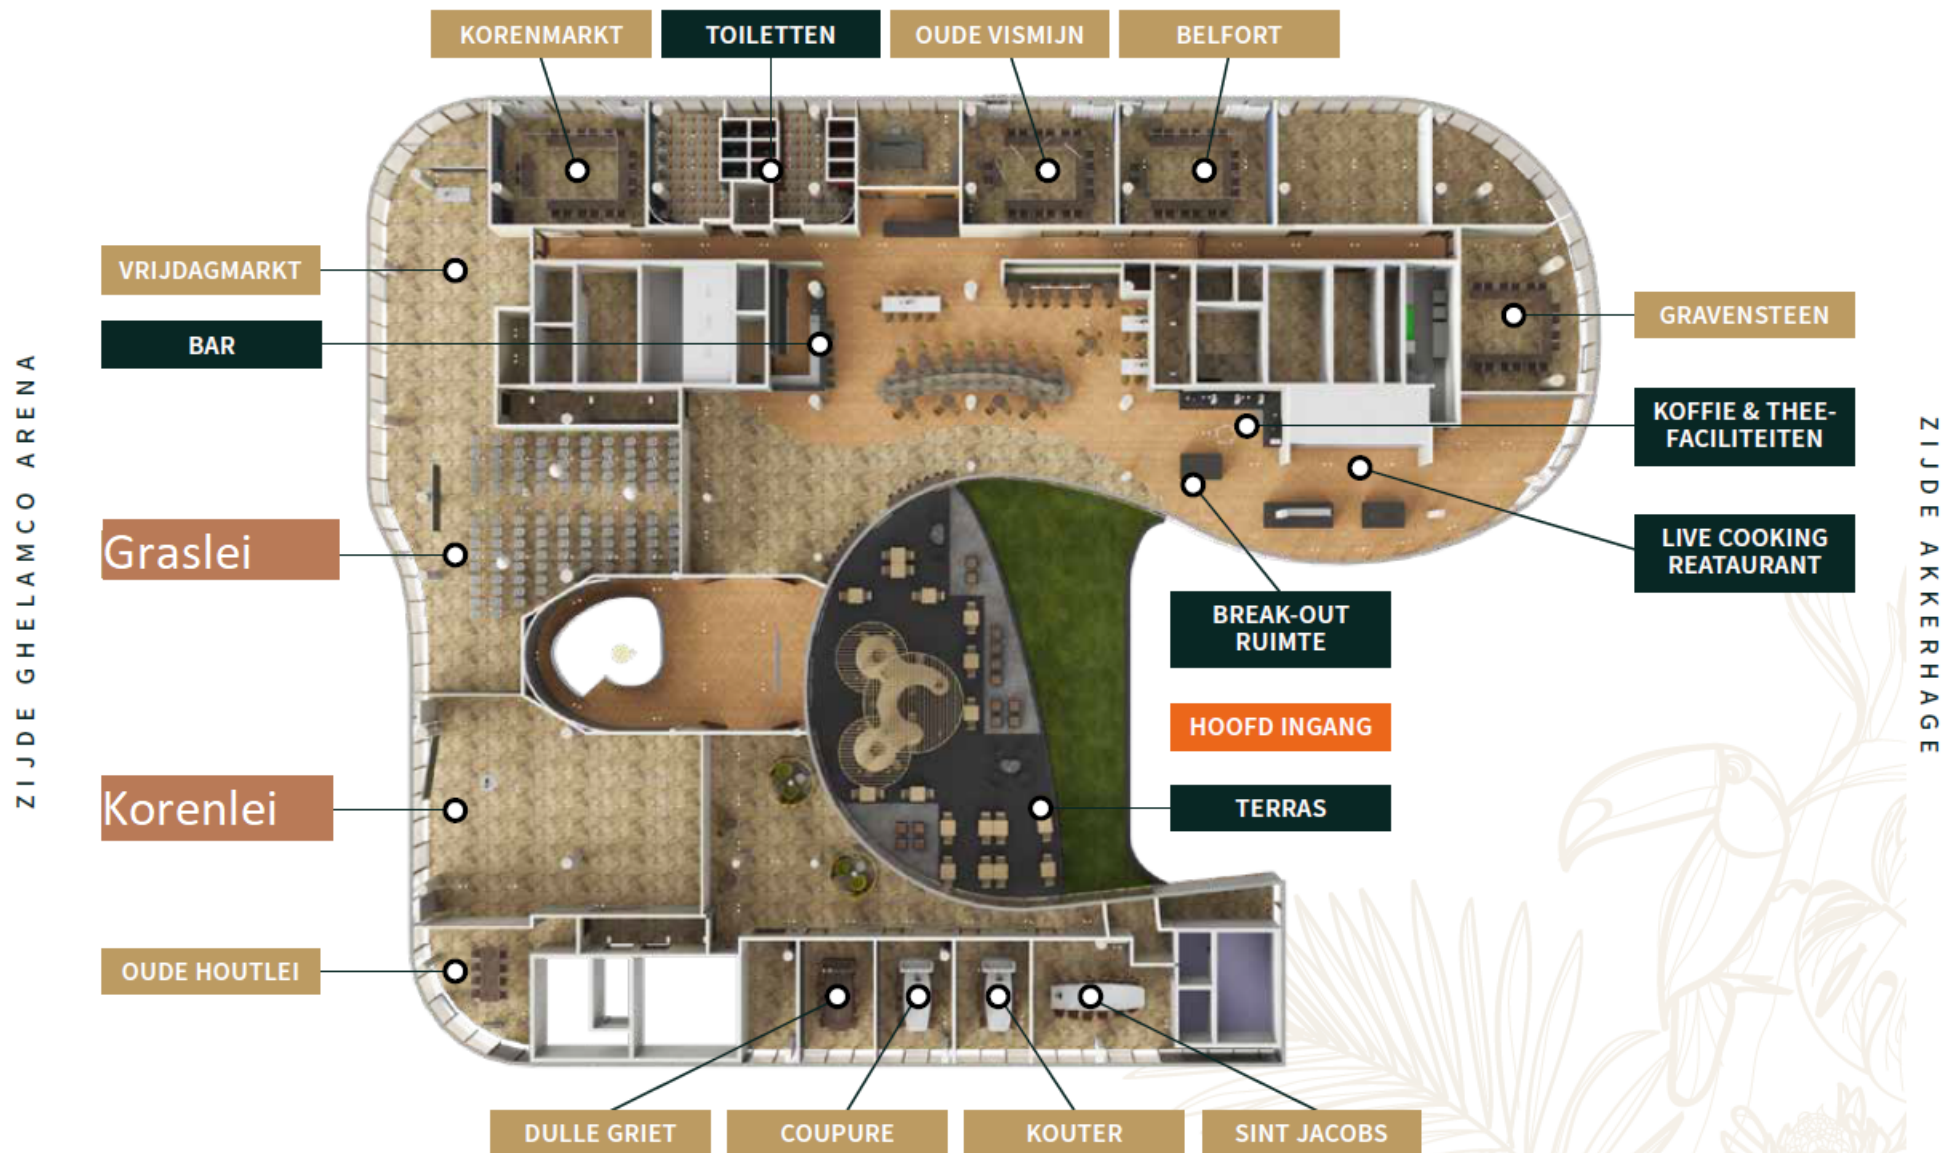 KORENMARKT
TOILETTEN
OUDE VISMIJN
BELFORT
VRIJDAGMARKT
BAR
GRAVENSTEEN
KOFFIE & THEE-
FACILITEITEN
ZIJDE GHELAMCO ARENA
ZIJDE AKKERHAGE
Graslei
LIVE COOKING
REATAURANT
BREAK-OUT
RUIMTE
HOOFD INGANG
Korenlei
TERRAS
OUDE HOUTLEI
DULLE GRIET
COUPURE
KOUTER
SINT JACOBS